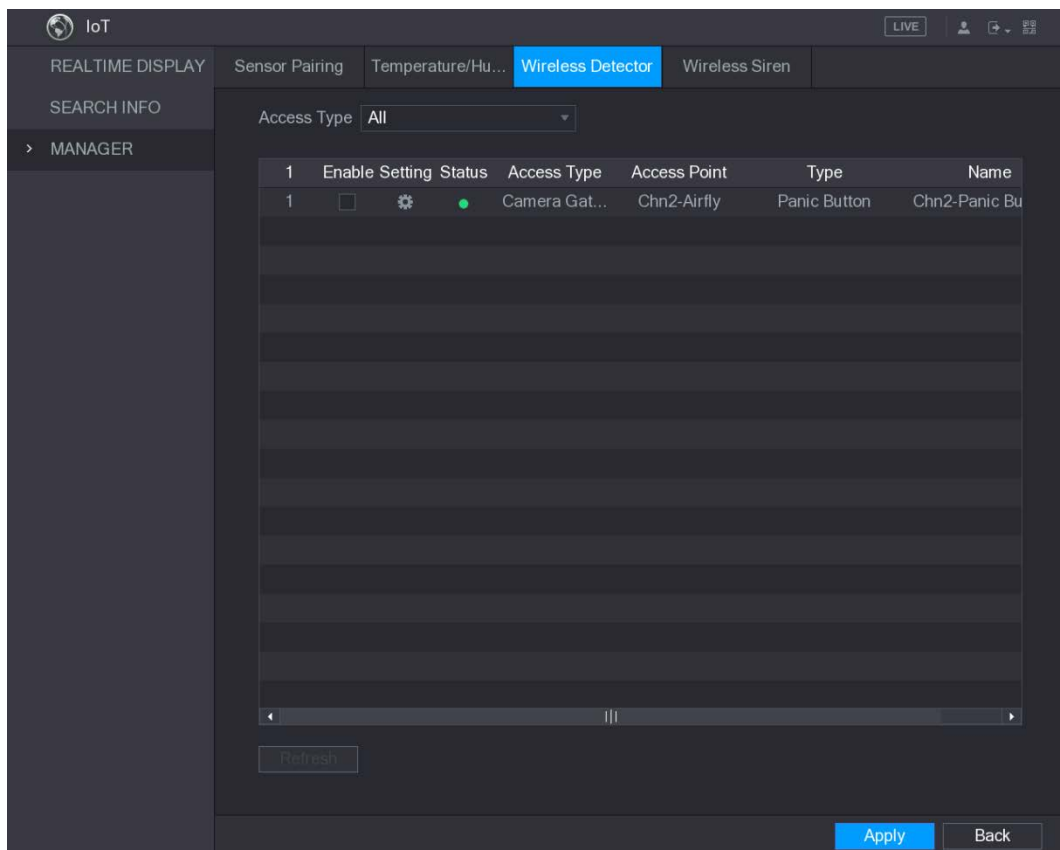 IoT LIVE
REALTIME DISPLAY
SEARCH INFO
MANAGER
Sensor Pairing Temperature/Hu... Wireless Detector Wireless Siren
Access Type All
1 Enable Setting Status Access Type Access Point Type Name
1 Camera Gat... Chn2-Airfly Panic Button Chn2-Panic Bu
Refresh
Apply Back